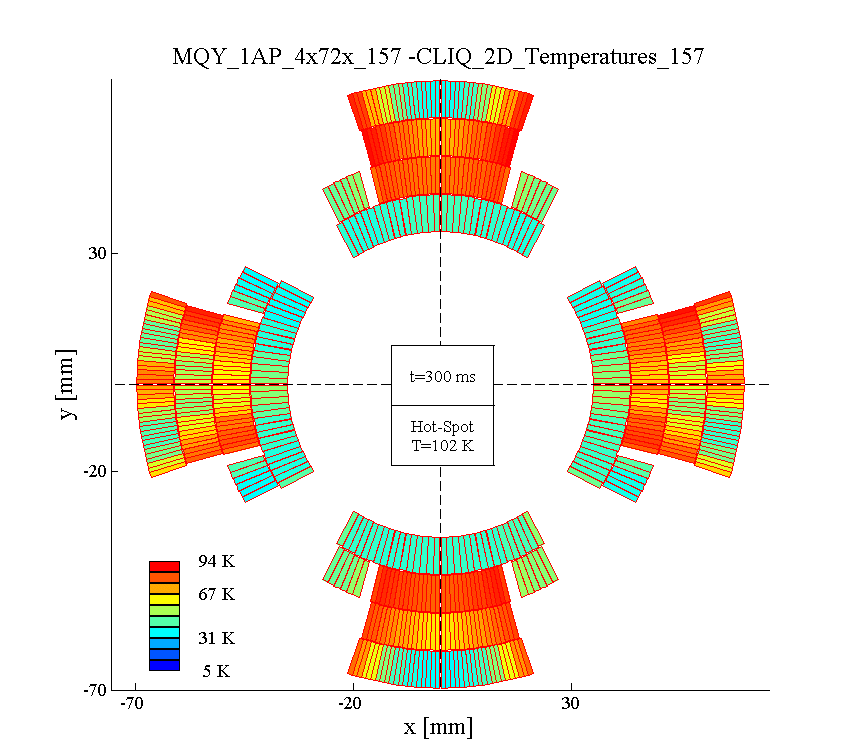 MQY_1AP_4x72x_157 -CLIQ_2D_Temperatures_157
30
t=300 ms
y [mm]
Hot-Spot
T=102 K
-20
94 K
67 K
31 K
5 K
-70
-70
-20
30
x [mm]